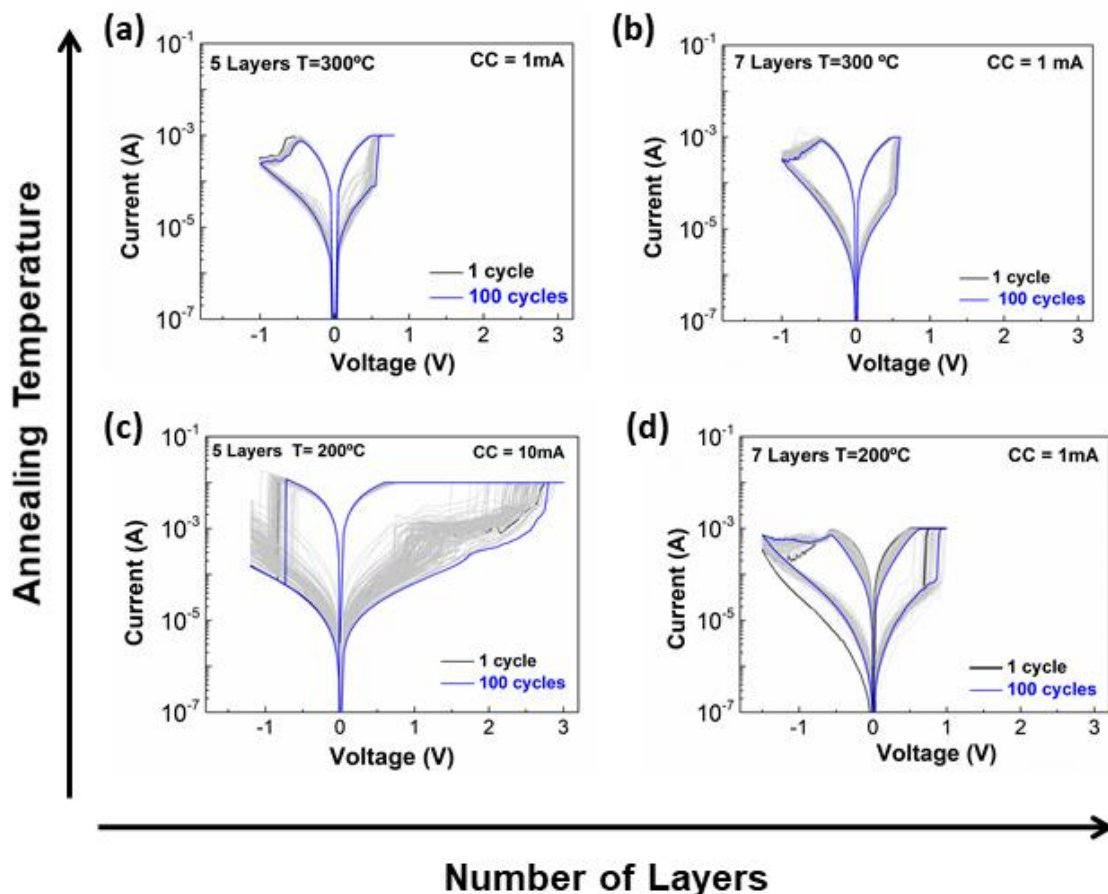 Annealing Temperature
(a)
5 Layers T=300ºC
CC = 1mA
10-1
10-3
10-5
10-7
Current (A)
1 cycle
100 cycles
-1 0 1 2 3
Voltage (V)
(b)
7 Layers T=300 ºC
CC = 1 mA
10-1
10-3
10-5
10-7
Current (A)
1 cycle
100 cycles
-1 0 1 2 3
Voltage (V)
(c)
5 Layers T= 200ºC
CC = 10mA
10-1
10-3
10-5
10-7
Current (A)
1 cycle
100 cycles
-1 0 1 2 3
Voltage (V)
(d)
7 Layers T=200ºC
CC = 1mA
10-1
10-3
10-5
10-7
Current (A)
1 cycle
100 cycles
-1 0 1 2 3
Voltage (V)
Number of Layers